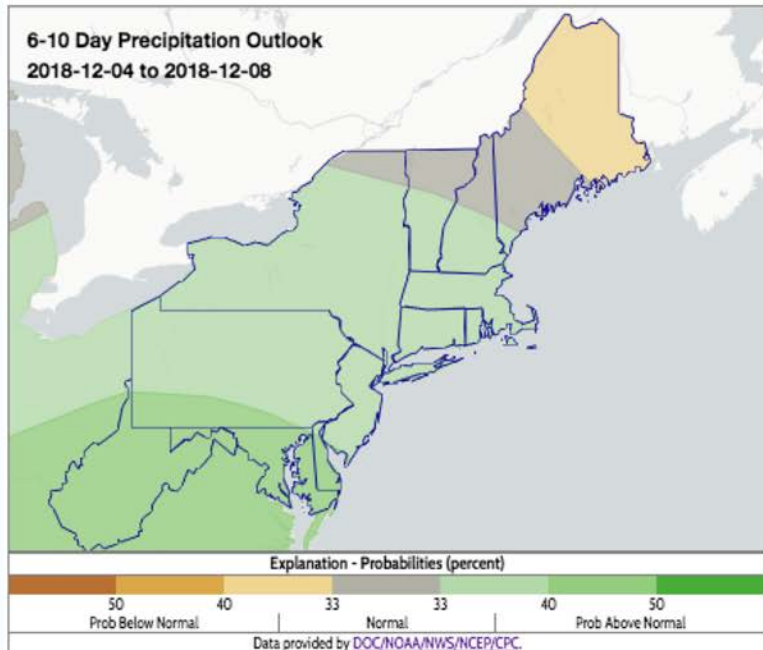 6-10 Day Precipitation Outlook
2018-12-04 to 2018-12-08
Explanation - Probabilities (percent)
50 40 33 33 40 50
Prob Below Normal | Normal | Prob Above Normal
Data provided by DOC/NOAA/NWS/NCEP/CPC.